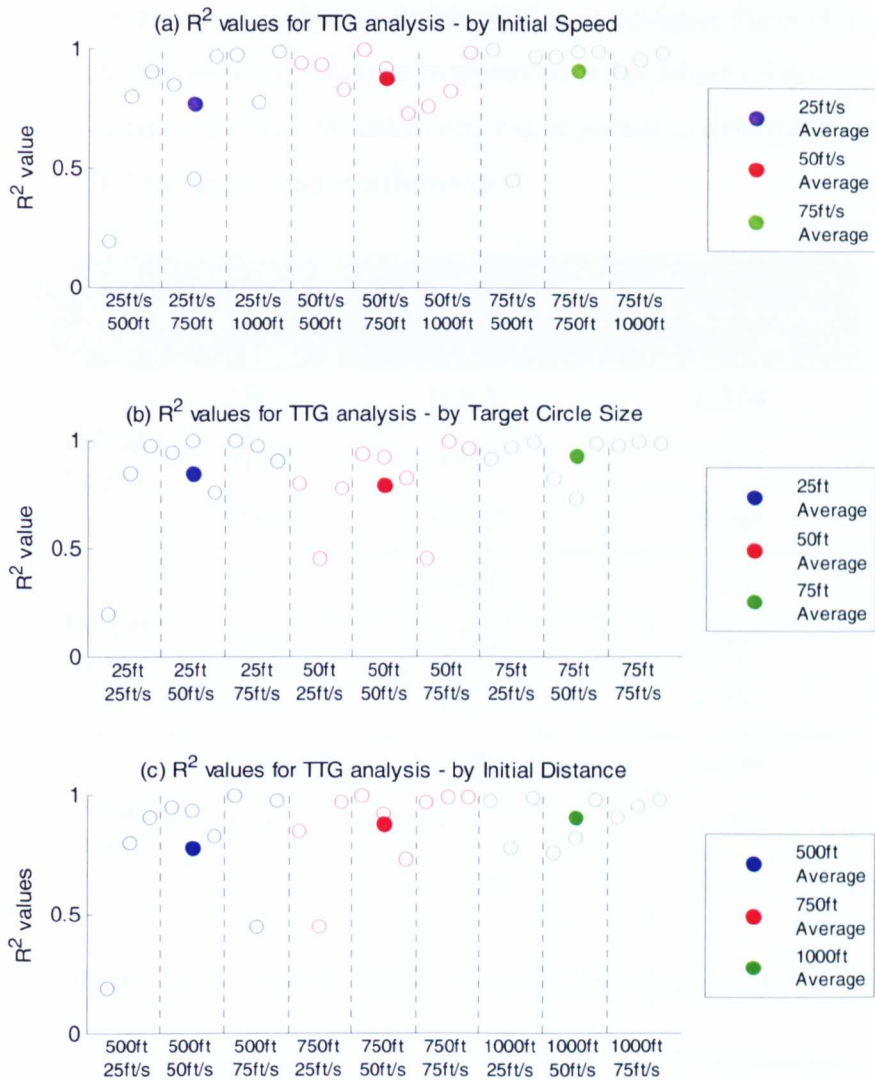 (a) R² values for TTG analysis - by Initial Speed
1
0.5
0
R² value
25ft/s 25ft/s 25ft/s 50ft/s 50ft/s 50ft/s 75ft/s 75ft/s 75ft/s
500ft 750ft 1000ft 500ft 750ft 1000ft 500ft 750ft 1000ft
25ft/s
Average
50ft/s
Average
75ft/s
Average
(b) R² values for TTG analysis - by Target Circle Size
1
0.5
0
R² value
25ft 25ft 25ft 50ft 50ft 50ft 75ft 75ft 75ft
25ft/s 50ft/s 75ft/s 25ft/s 50ft/s 75ft/s 25ft/s 50ft/s 75ft/s
25ft
Average
50ft
Average
75ft
Average
(c) R² values for TTG analysis - by Initial Distance
1
0.5
0
R² values
500ft 500ft 500ft 750ft 750ft 750ft 1000ft 1000ft 1000ft
25ft/s 50ft/s 75ft/s 25ft/s 50ft/s 75ft/s 25ft/s 50ft/s 75ft/s
500ft
Average
750ft
Average
1000ft
Average